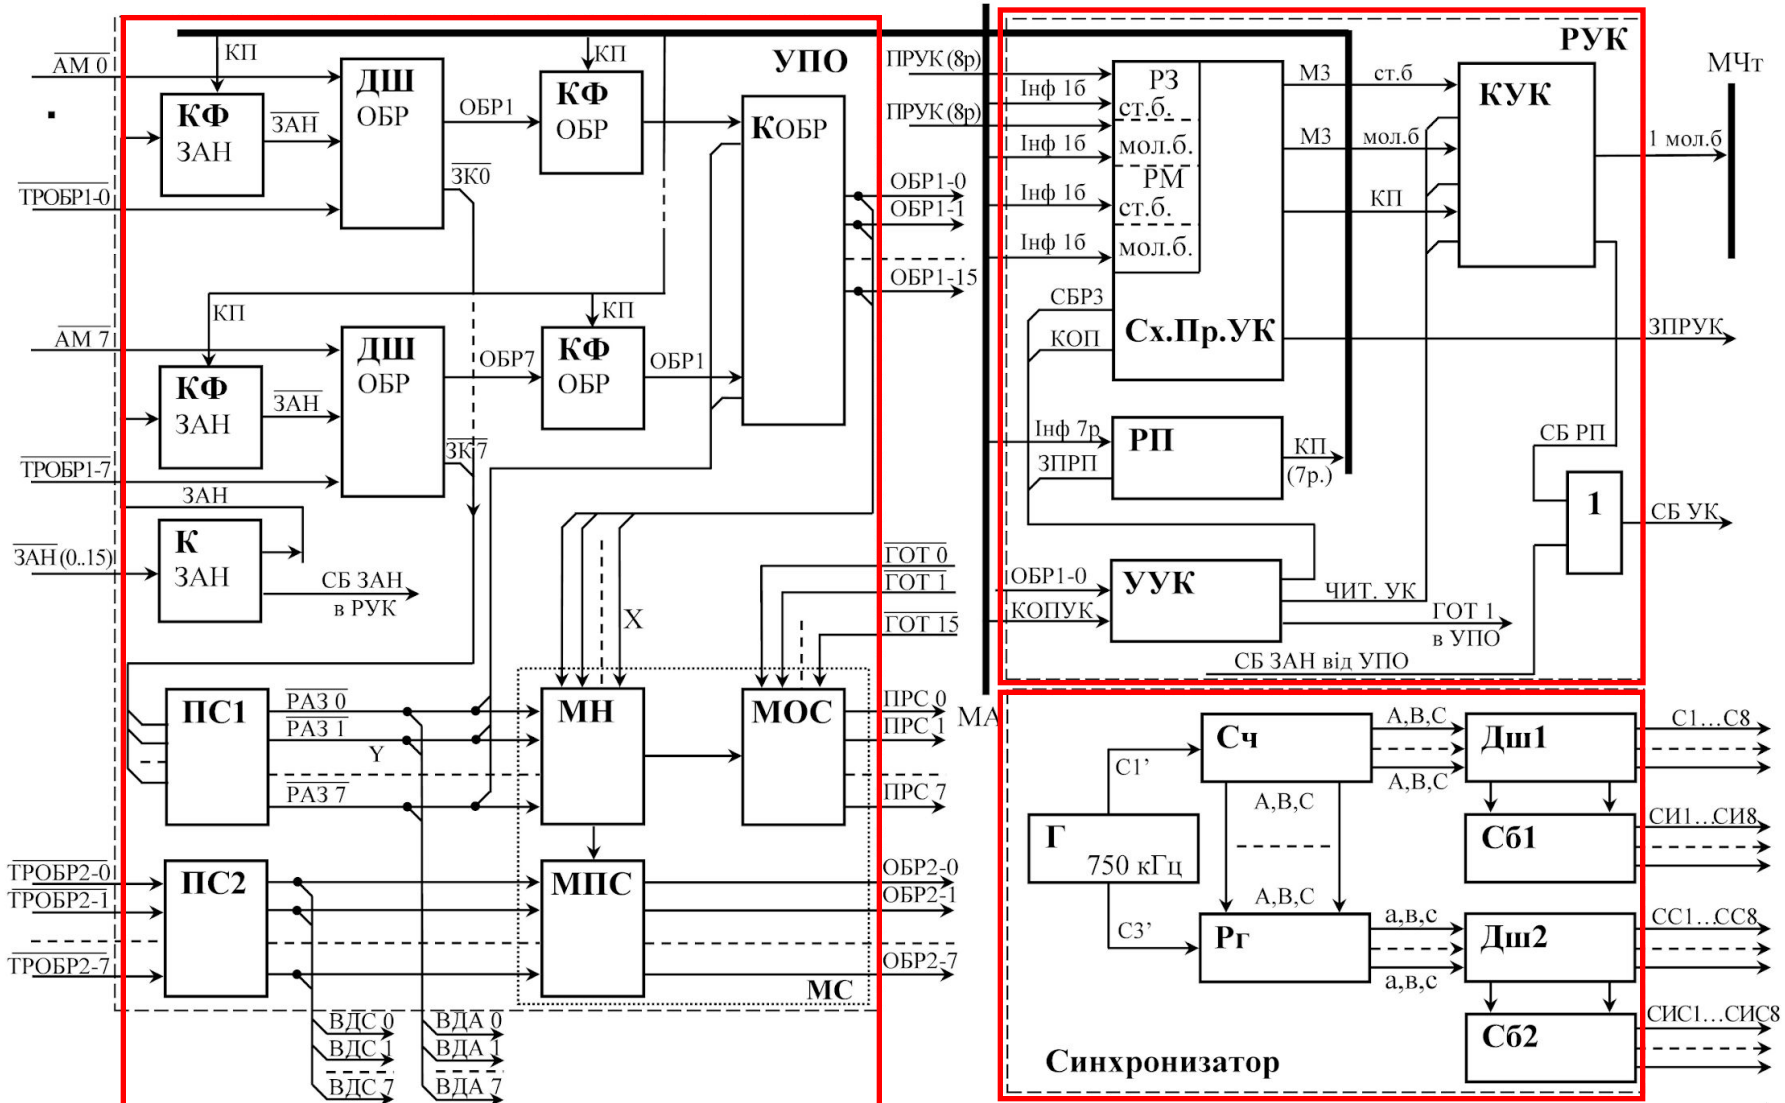 УПО
АМ 0
КП
КФ
ЗАН
ЗАН
ДШ
ОБР
ОБР1
КП
КФ
ОБР
КОБР
ТРОБР1-0
ЗК0
ОБР1-0
ОБР1-1
ОБР1-15
АМ 7
КП
КФ
ЗАН
ЗАН
ДШ
ОБР
ОБР7
КП
КФ
ОБР
ОБР1
ТРОБР1-7
ЗК 7
ЗАН
ЗАН (0..15)
К
ЗАН
СБ ЗАН
в РУК
Х
ГОТ 0
ГОТ 1
ГОТ 15
ПС1
РАЗ 0
РАЗ 1
Y
РАЗ 7
МН
МОС
ПРС 0
ПРС 1
ПРС 7
ТРОБР2-0
ТРОБР2-1
ТРОБР2-7
ПС2
МПС
МС
ОБР2-0
ОБР2-1
ОБР2-7
ВДС 0
ВДС 1
ВДС 7
ВДА 0
ВДА 1
ВДА 7
МА
РУК
ПРУК (8р)
Інф 1б
ПРУК (8р)
Інф 1б
Інф 1б
Інф 1б
РЗ
ст.б.
мол.б.
РМ
ст.б.
мол.б.
Сх.Пр.УК
СБРЗ
КОП
МЗ ст.б
МЗ мол.б
КП
КУК
1 мол.б
МЧт
ЗПРУК
Інф 7р
ЗПРП
РП
КП
(7р.)
СБ РП
1
СБ УК
ОБР1-0
КОПУК
УУК
ЧИТ. УК
ГОТ 1
в УПО
СБ ЗАН від УПО
Г
750 кГц
С1’
С3’
Сч
А,В,С
А,В,С
А,В,С
А,В,С
Рг
а,в,с
а,в,с
Дш1
С1...С8
Сб1
СИ1...СИ8
Дш2
СС1...СС8
Сб2
СИС1...СИС8
Синхронизатор